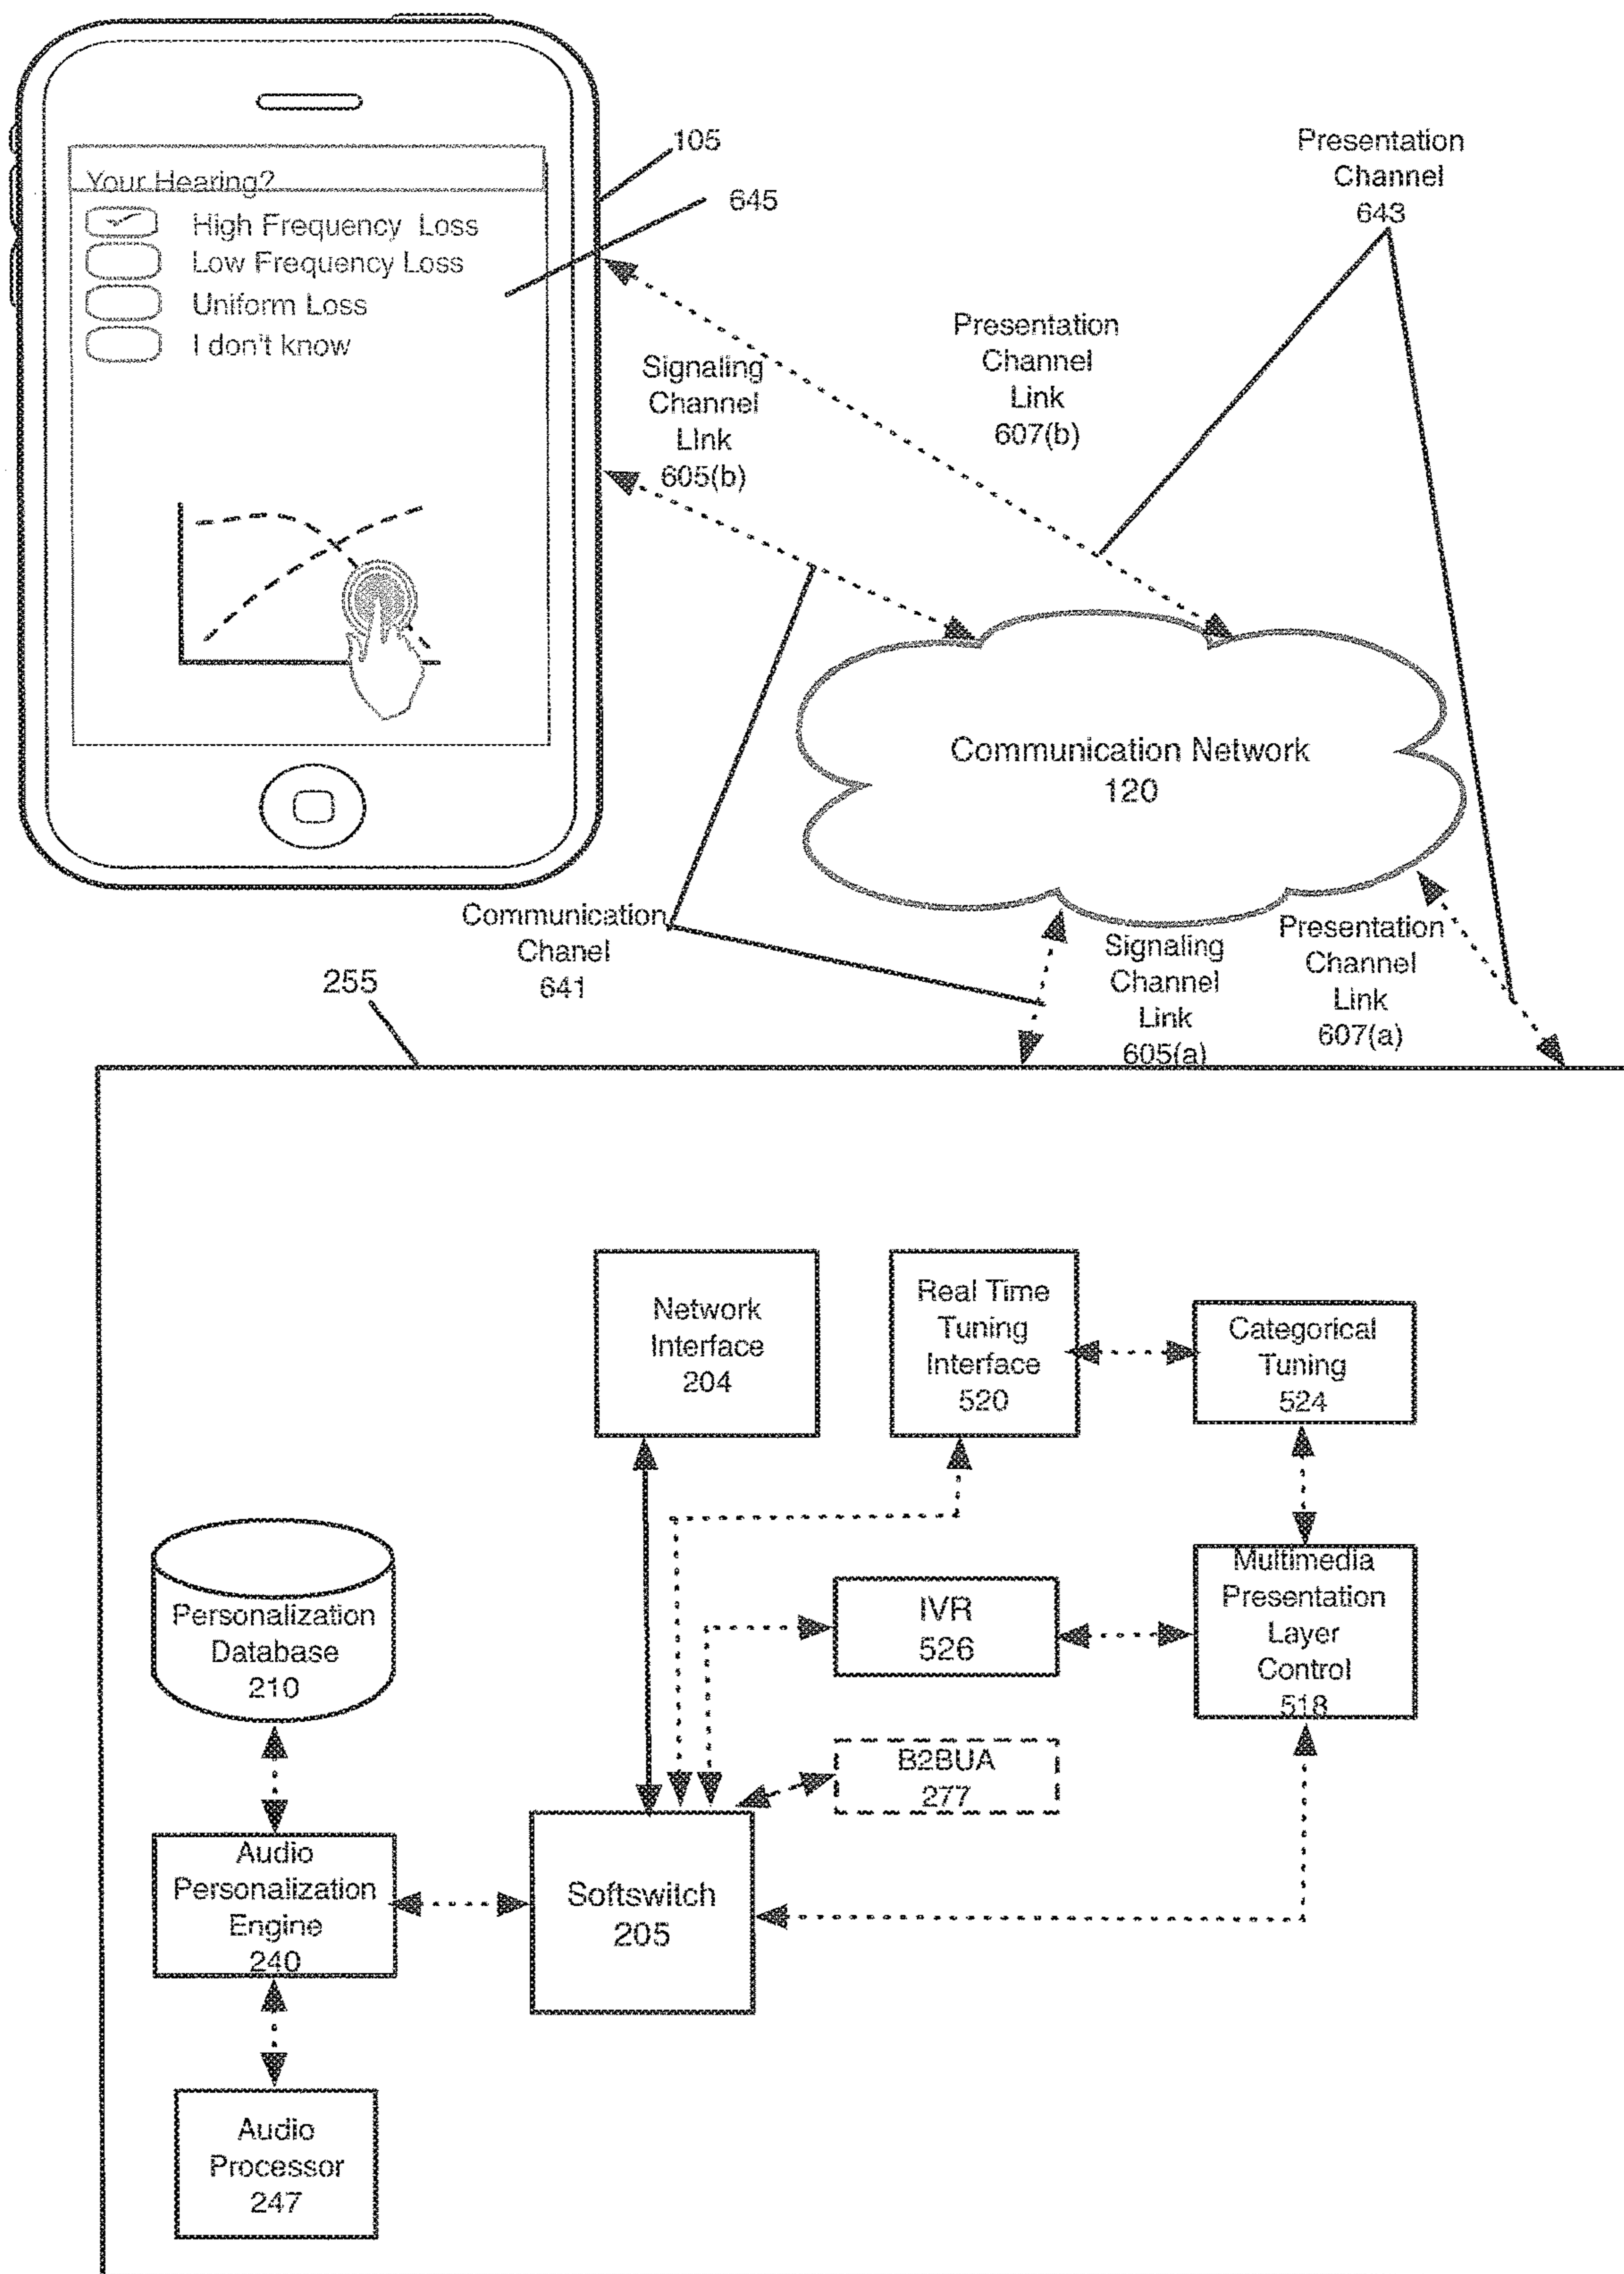 Your Hearing?
High Frequency Loss
Low Frequency Loss
Uniform Loss
I don't know
105
645
Presentation
Channel
643
Presentation
Channel
Link
607(b)
Signaling
Channel
Link
605(b)
Communication Network
120
Communication
Chanel
641
Signaling
Channel
Link
605(a)
Presentation
Channel
Link
607(a)
255
Network
Interface
204
Real Time
Tuning
Interface
520
Categorical
Tuning
524
Personalization
Database
210
IVR
526
Multimedia
Presentation
Layer
Control
518
B2BUA
277
Audio
Personalization
Engine
240
Softswitch
205
Audio
Processor
247